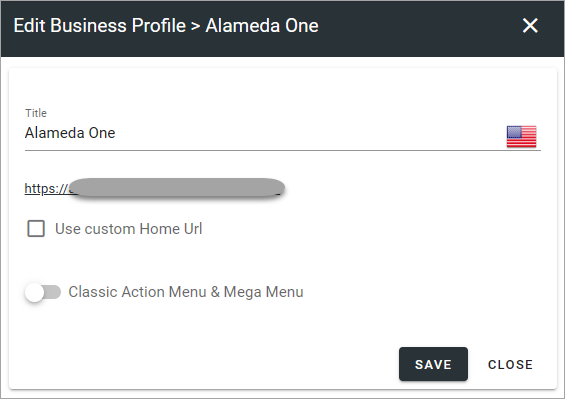 Edit Business Profile > Alameda One
Title
Alameda One
https://
Use custom Home Url
Classic Action Menu & Mega Menu
SAVE CLOSE